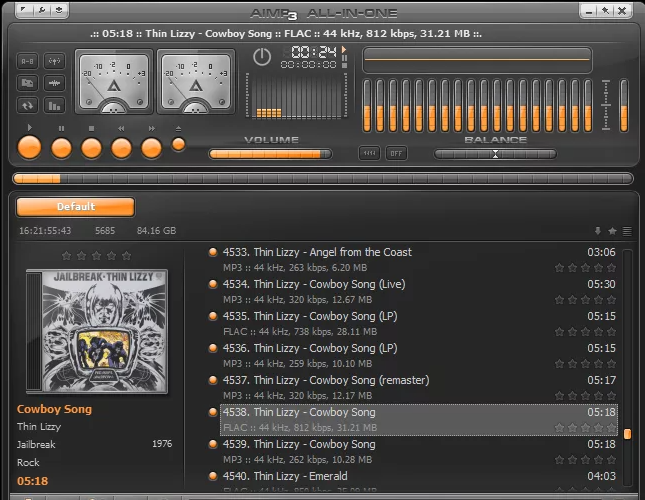 AIMP3 ALL-IN-ONE
.:: 05:18 :: Thin Lizzy - Cowboy Song :: FLAC :: 44 kHz, 812 kbps, 31.21 MB ::.
A-B
-20 -10 0 +3
-20 -10 0 +3
00:24
00:00:00
VOLUME
OFF
BALANCE
Default
16:21:55:43 5685 84.16 GB
JAILBREAK·THIN LIZZY
Cowboy Song
Thin Lizzy
Jailbreak 1976
Rock
05:18
4533. Thin Lizzy - Angel from the Coast 03:06
MP3 :: 44 kHz, 263 kbps, 6.20 MB
4534. Thin Lizzy - Cowboy Song (Live) 05:30
MP3 :: 44 kHz, 320 kbps, 12.67 MB
4535. Thin Lizzy - Cowboy Song (LP) 05:15
FLAC :: 44 kHz, 738 kbps, 28.11 MB
4536. Thin Lizzy - Cowboy Song (LP) 05:15
MP3 :: 44 kHz, 259 kbps, 10.10 MB
4537. Thin Lizzy - Cowboy Song (remaster) 05:17
MP3 :: 44 kHz, 320 kbps, 12.17 MB
4538. Thin Lizzy - Cowboy Song 05:18
FLAC :: 44 kHz, 812 kbps, 31.21 MB
4539. Thin Lizzy - Cowboy Song 05:18
MP3 :: 44 kHz, 262 kbps, 10.28 MB
4540. Thin Lizzy - Emerald 04:03